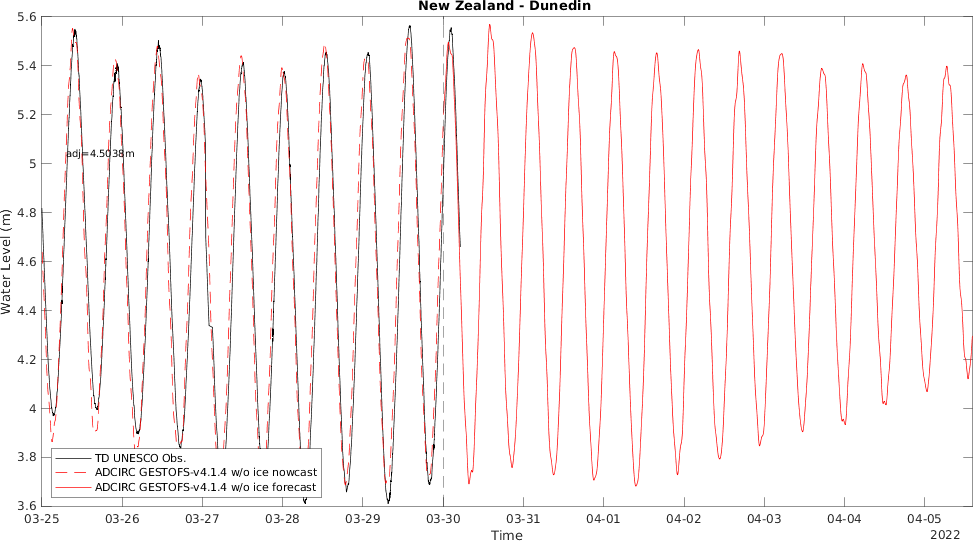 New Zealand - Dunedin
5.6
5.4
5.2
5
4.8
4.6
4.4
4.2
4
3.8
3.6
Water Level (m)
adj=4.5038m
TD UNESCO Obs.
ADCIRC GESTOFS-v4.1.4 w/o ice nowcast
ADCIRC GESTOFS-v4.1.4 w/o ice forecast
03-25 03-26 03-27 03-28 03-29 03-30 03-31 04-01 04-02 04-03 04-04 04-05
Time
2022